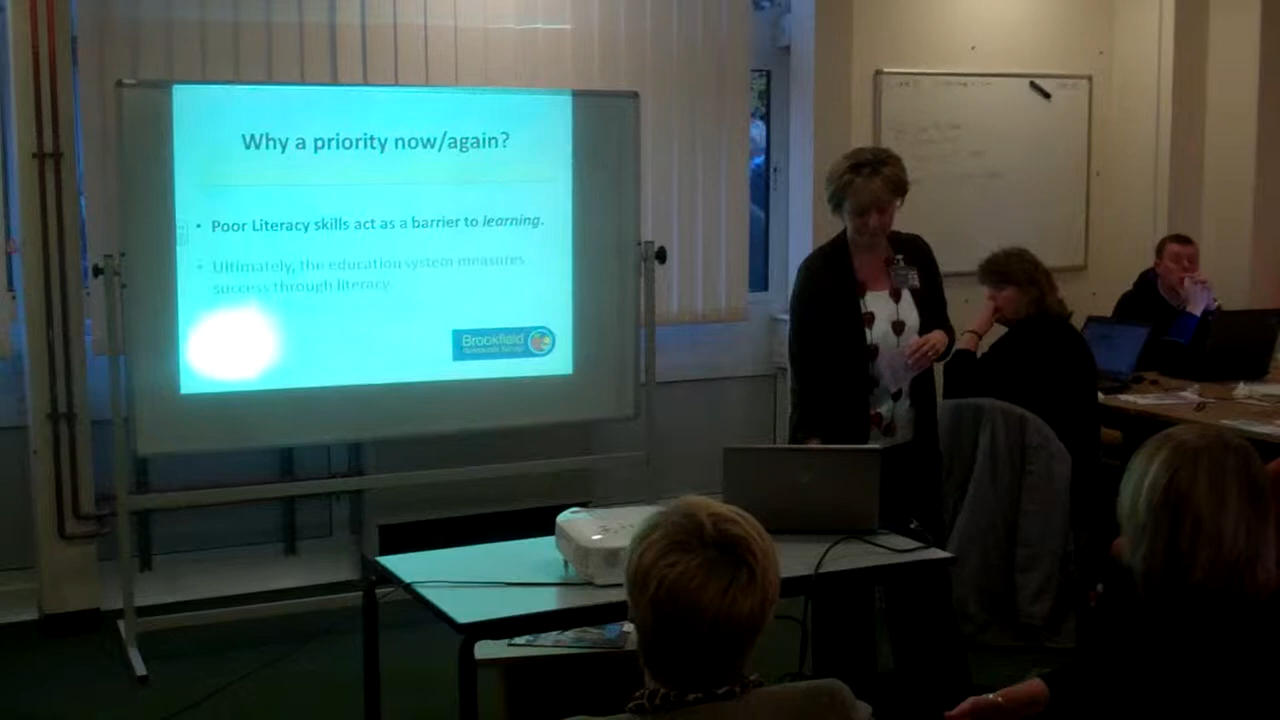 Why a priority now/again?
• Poor Literacy skills act as a barrier to learning.
• Ultimately, the education system measures
success through literacy
Brookfield